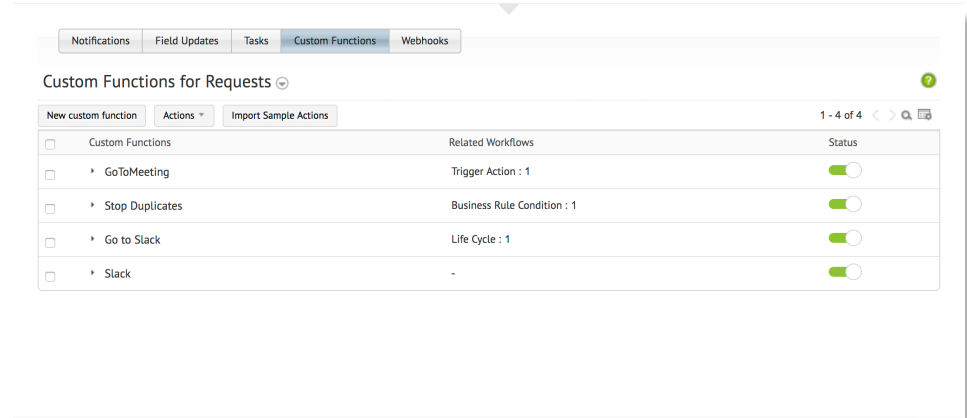 Notifications Field Updates Tasks Custom Functions Webhooks
Custom Functions for Requests
?
New custom function Actions Import Sample Actions 1 - 4 of 4
Custom Functions Related Workflows Status
GoToMeeting Trigger Action : 1
Stop Duplicates Business Rule Condition : 1
Go to Slack Life Cycle : 1
Slack -